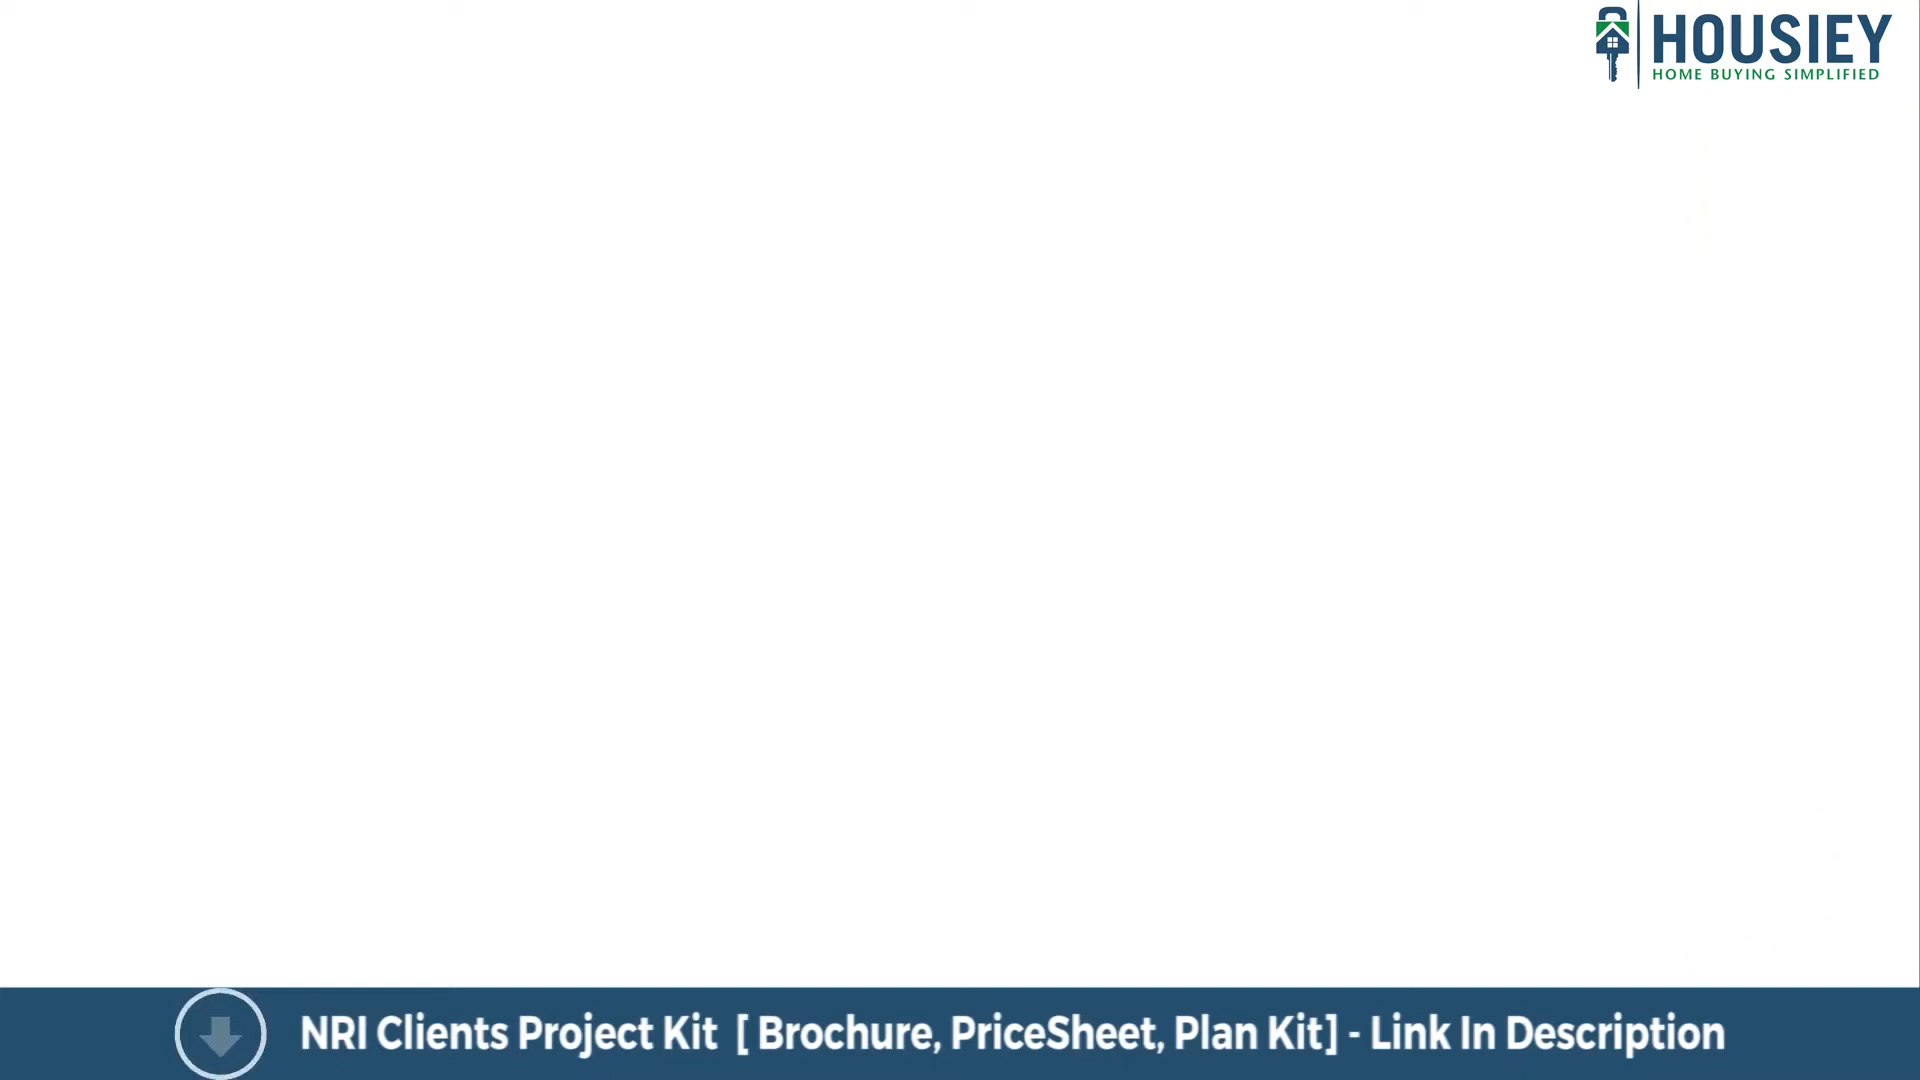 HOUSIEY
HOME BUYING SIMPLIFIED
NRI Clients Project Kit [ Brochure, PriceSheet, Plan Kit] - Link In Description